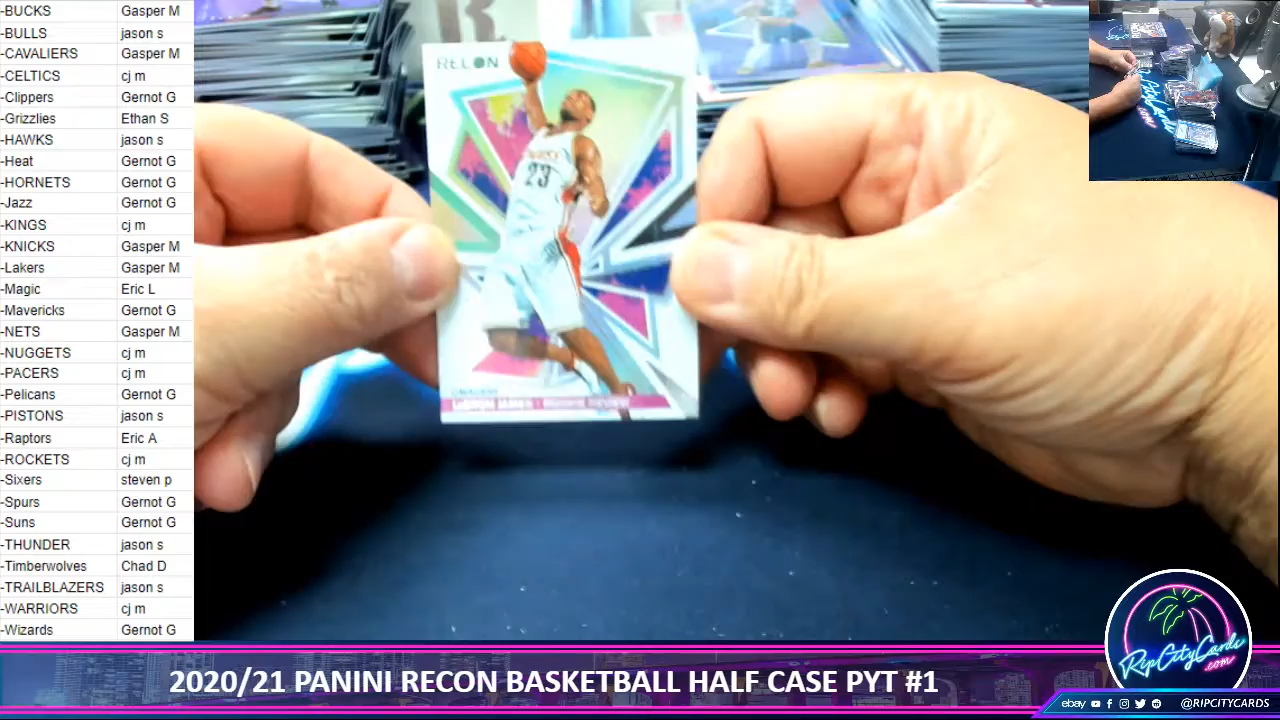 -BUCKS Gasper M
-BULLS jason s
-CAVALIERS Gasper M
-CELTICS cj m
-Clippers Gernot G
-Grizzlies Ethan S
-HAWKS jason s
-Heat Gernot G
-HORNETS Gernot G
-Jazz Gernot G
-KINGS cj m
-KNICKS Gasper M
-Lakers Gasper M
-Magic Eric L
-Mavericks Gernot G
-NETS Gasper M
-NUGGETS cj m
-PACERS cj m
-Pelicans Gernot G
-PISTONS jason s
-Raptors Eric A
-ROCKETS cj m
-Sixers steven p
-Spurs Gernot G
-Suns Gernot G
-THUNDER jason s
-Timberwolves Chad D
-TRAILBLAZERS jason s
-WARRIORS cj m
-Wizards Gernot G
RECON
23
2020/21 PANINI RECON BASKETBALL HALF CASE PYT #1
RipCityCards
.com
ebay @RIPCITYCARDS